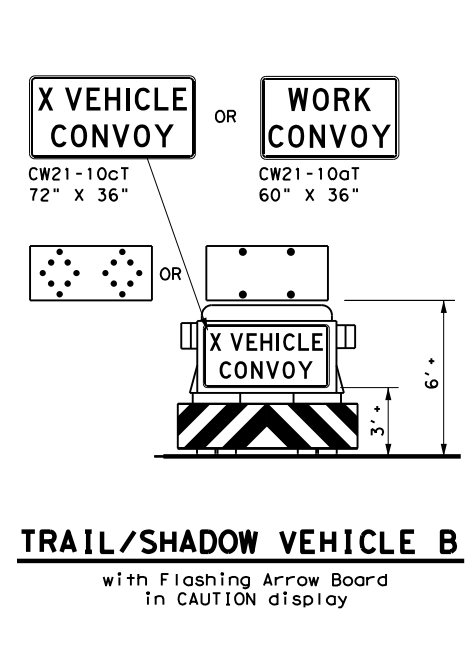 X VEHICLE
CONVOY
OR
WORK
CONVOY
CW21-10cT
72" X 36"
CW21-10aT
60" X 36"
OR
X VEHICLE
CONVOY
6' +
3' +
TRAIL/SHADOW VEHICLE B
with Flashing Arrow Board
in CAUTION display